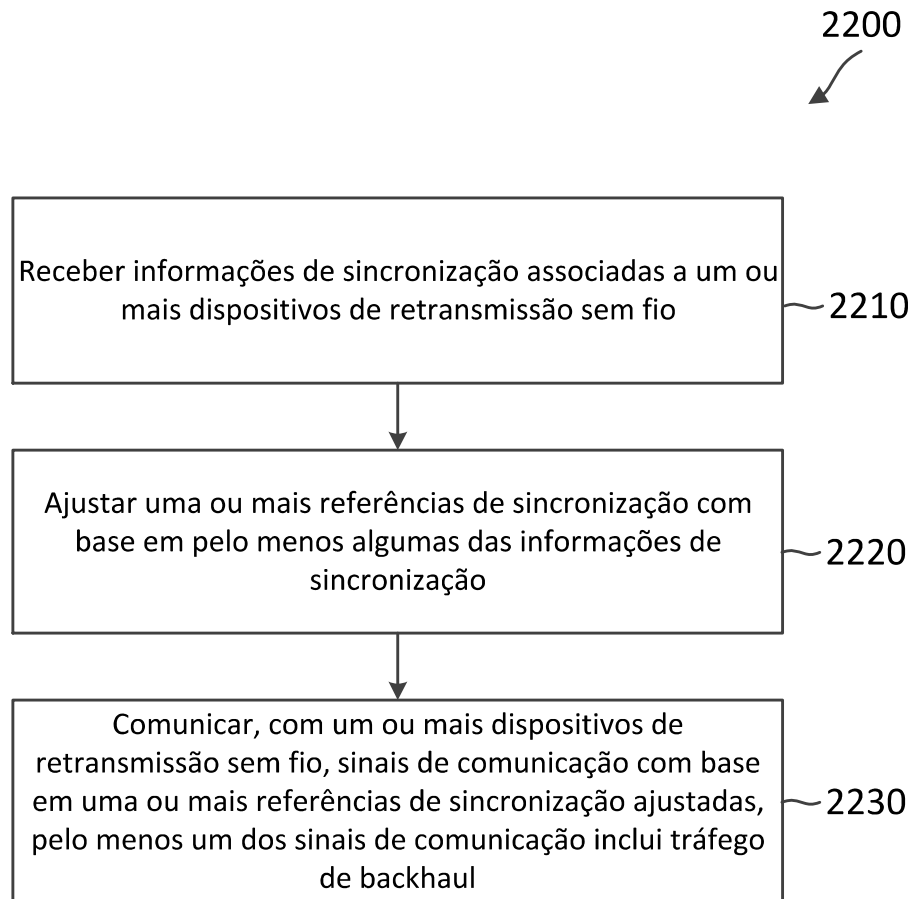 2200
Receber informações de sincronização associadas a um ou
mais dispositivos de retransmissão sem fio
2210
Ajustar uma ou mais referências de sincronização com
base em pelo menos algumas das informações de
sincronização
2220
Comunicar, com um ou mais dispositivos de
retransmissão sem fio, sinais de comunicação com base
em uma ou mais referências de sincronização ajustadas,
pelo menos um dos sinais de comunicação inclui tráfego
de backhaul
2230